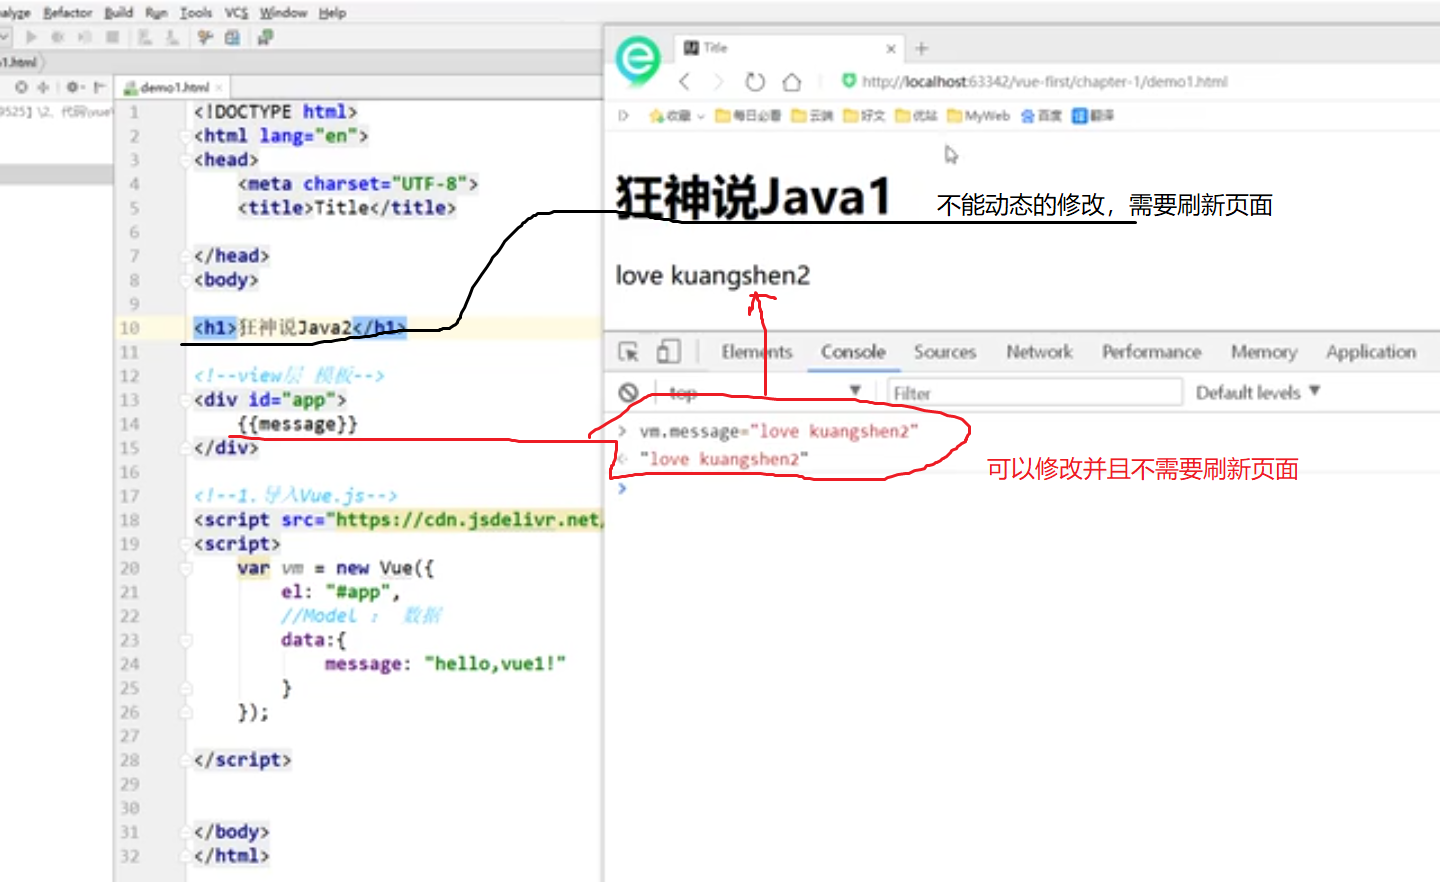 Refactor Build Run Tools VCS Window Help
demo1.html
1 <!DOCTYPE html>
2 <html lang="en">
3 <head>
4 <meta charset="UTF-8">
5 <title>Title</title>
6
7 </head>
8 <body>
9
10 <h1>狂神说Java2</h1>
11
12 <!--view层 模板-->
13 <div id="app">
14 {{message}}
15 </div>
16
17 <!--1.导入Vue.js-->
18 <script src="https://cdn.jsdelivr.net/
19 <script>
20 var vm = new Vue({
21 el: "#app",
22 //Model : 数据
23 data:{
24 message: "hello,vue1!"
25 }
26 });
27
28 </script>
29
30
31 </body>
32 </html>
Title
http://localhost:63342/vue-first/chapter-1/demo1.html
收藏 每日必看 云端 好文 优站 MyWeb 百度 翻译
狂神说Java1
不能动态的修改，需要刷新页面
love kuangshen2
Elements Console Sources Network Performance Memory Application
top Filter Default levels
vm.message="love kuangshen2"
"love kuangshen2"
可以修改并且不需要刷新页面